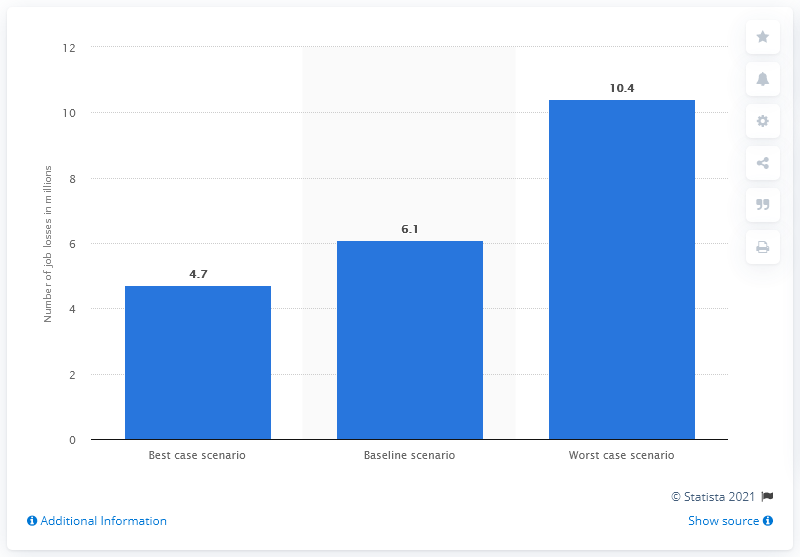 12
10
8
6
4
2
0
Number of job losses in millions
4.7
6.1
10.4
Best case scenario
Baseline scenario
Worst case scenario
© Statista 2021
Additional Information
Show source